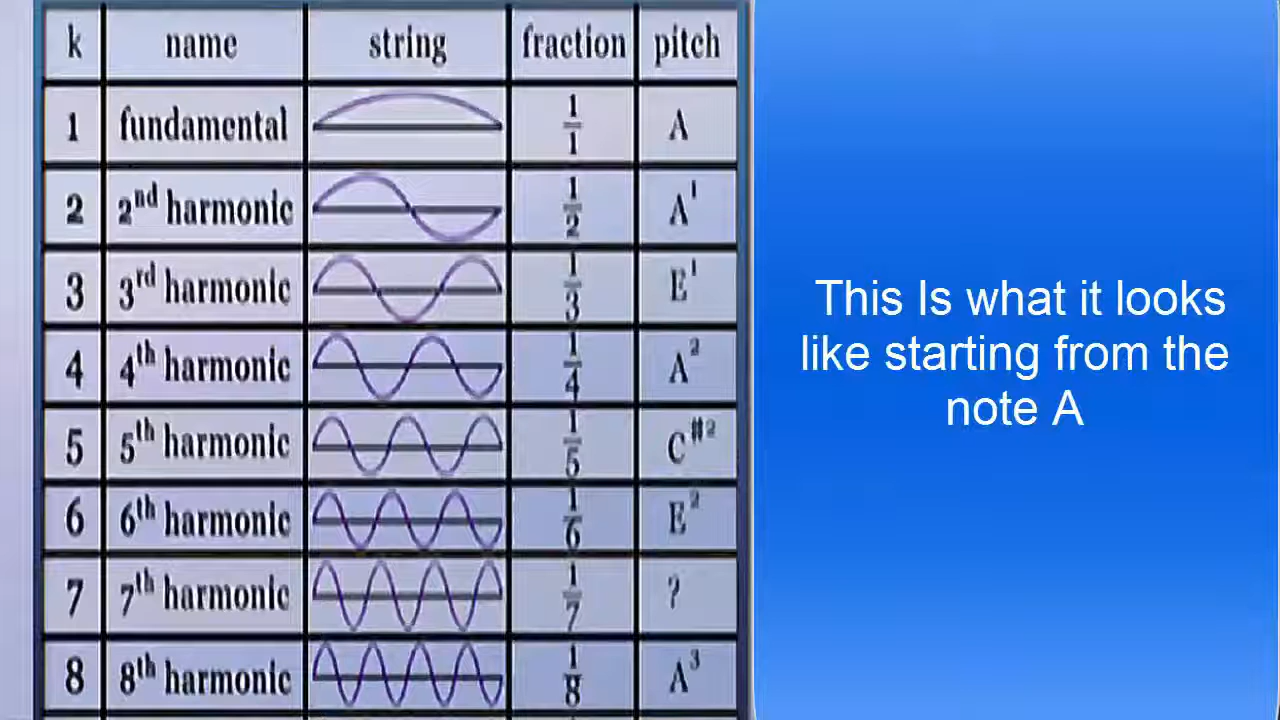 k name string fraction pitch
1 fundamental 1/1 A
2 2nd harmonic 1/2 A1
3 3rd harmonic 1/3 E1
4 4th harmonic 1/4 A2
5 5th harmonic 1/5 C#2
6 6th harmonic 1/6 E2
7 7th harmonic 1/7 ?
8 8th harmonic 1/8 A3
This Is what it looks
like starting from the
note A